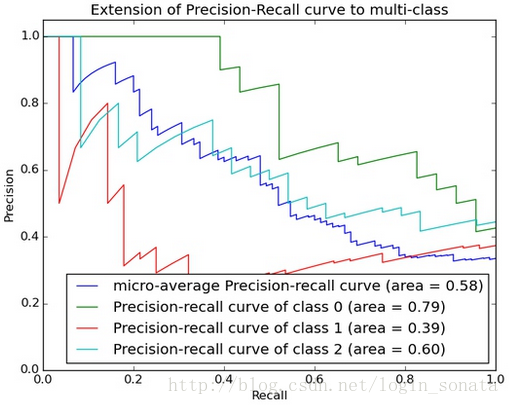 Extension of Precision-Recall curve to multi-class
1.0
0.8
0.6
0.4
0.2
0.0
Precision
micro-average Precision-recall curve (area = 0.58)
Precision-recall curve of class 0 (area = 0.79)
Precision-recall curve of class 1 (area = 0.39)
Precision-recall curve of class 2 (area = 0.60)
0.0 0.2 0.4 0.6 0.8 1.0
Recall
http://blog.csdn.net/login_sonata